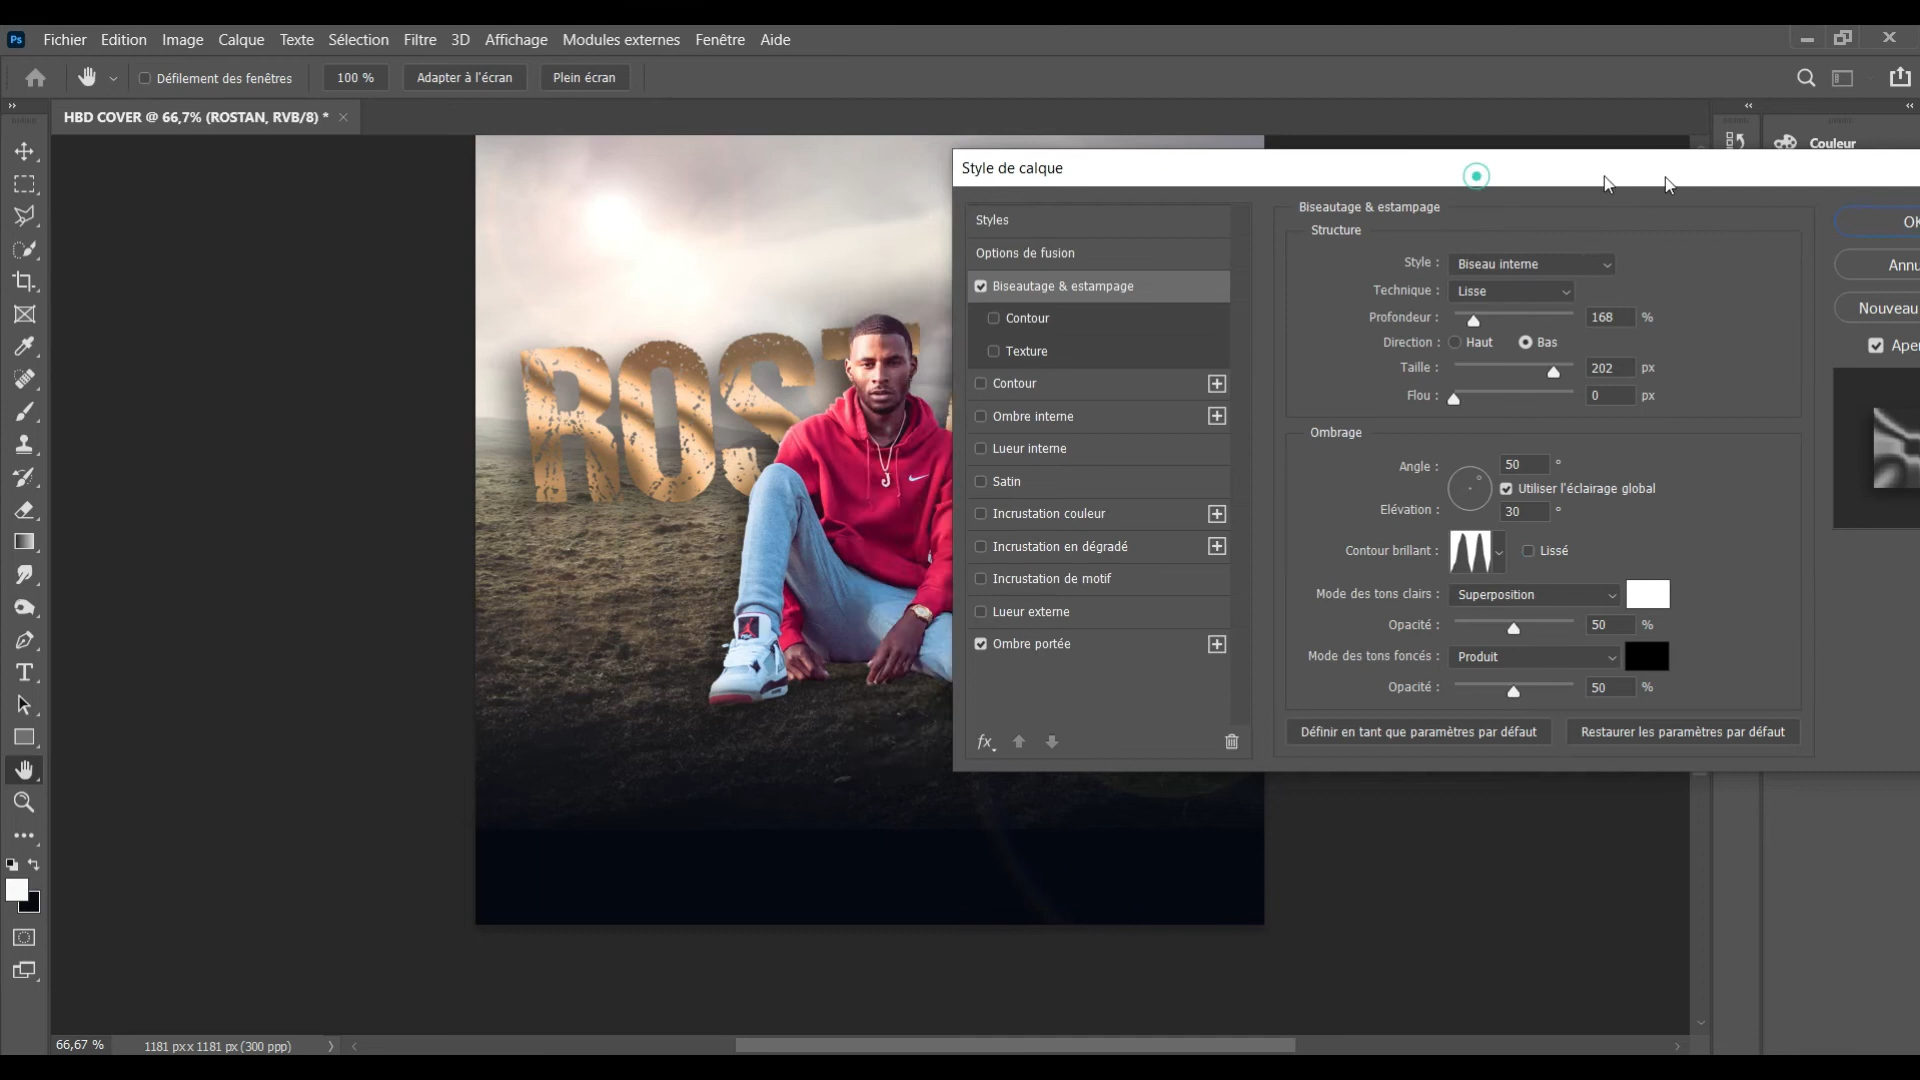 Ps Fichier Edition Image Calque Texte Sélection Filtre 3D Affichage Modules externes Fenêtre Aide
Défilement des fenêtres 100 % Adapter à l'écran Plein écran
HBD COVER @ 66,7% (ROSTAN, RVB/8) * ×
Couleur
ROST
J
Style de calque
Styles
Options de fusion
Biseautage & estampage
Contour
Texture
Contour
Ombre interne
Lueur interne
Satin
Incrustation couleur
Incrustation en dégradé
Incrustation de motif
Lueur externe
Ombre portée
fx
Biseautage & estampage
Structure
Style : Biseau interne
Technique : Lisse
Profondeur : 168 %
Direction : Haut Bas
Taille : 202 px
Flou : 0 px
Ombrage
Angle : 50 °
Utiliser l'éclairage global
Elévation : 30 °
Contour brillant : Lissé
Mode des tons clairs : Superposition
Opacité : 50 %
Mode des tons foncés : Produit
Opacité : 50 %
Définir en tant que paramètres par défaut Restaurer les paramètres par défaut
OK
Annu
Nouveau
Aper
66,67 % 1181 px x 1181 px (300 ppp)